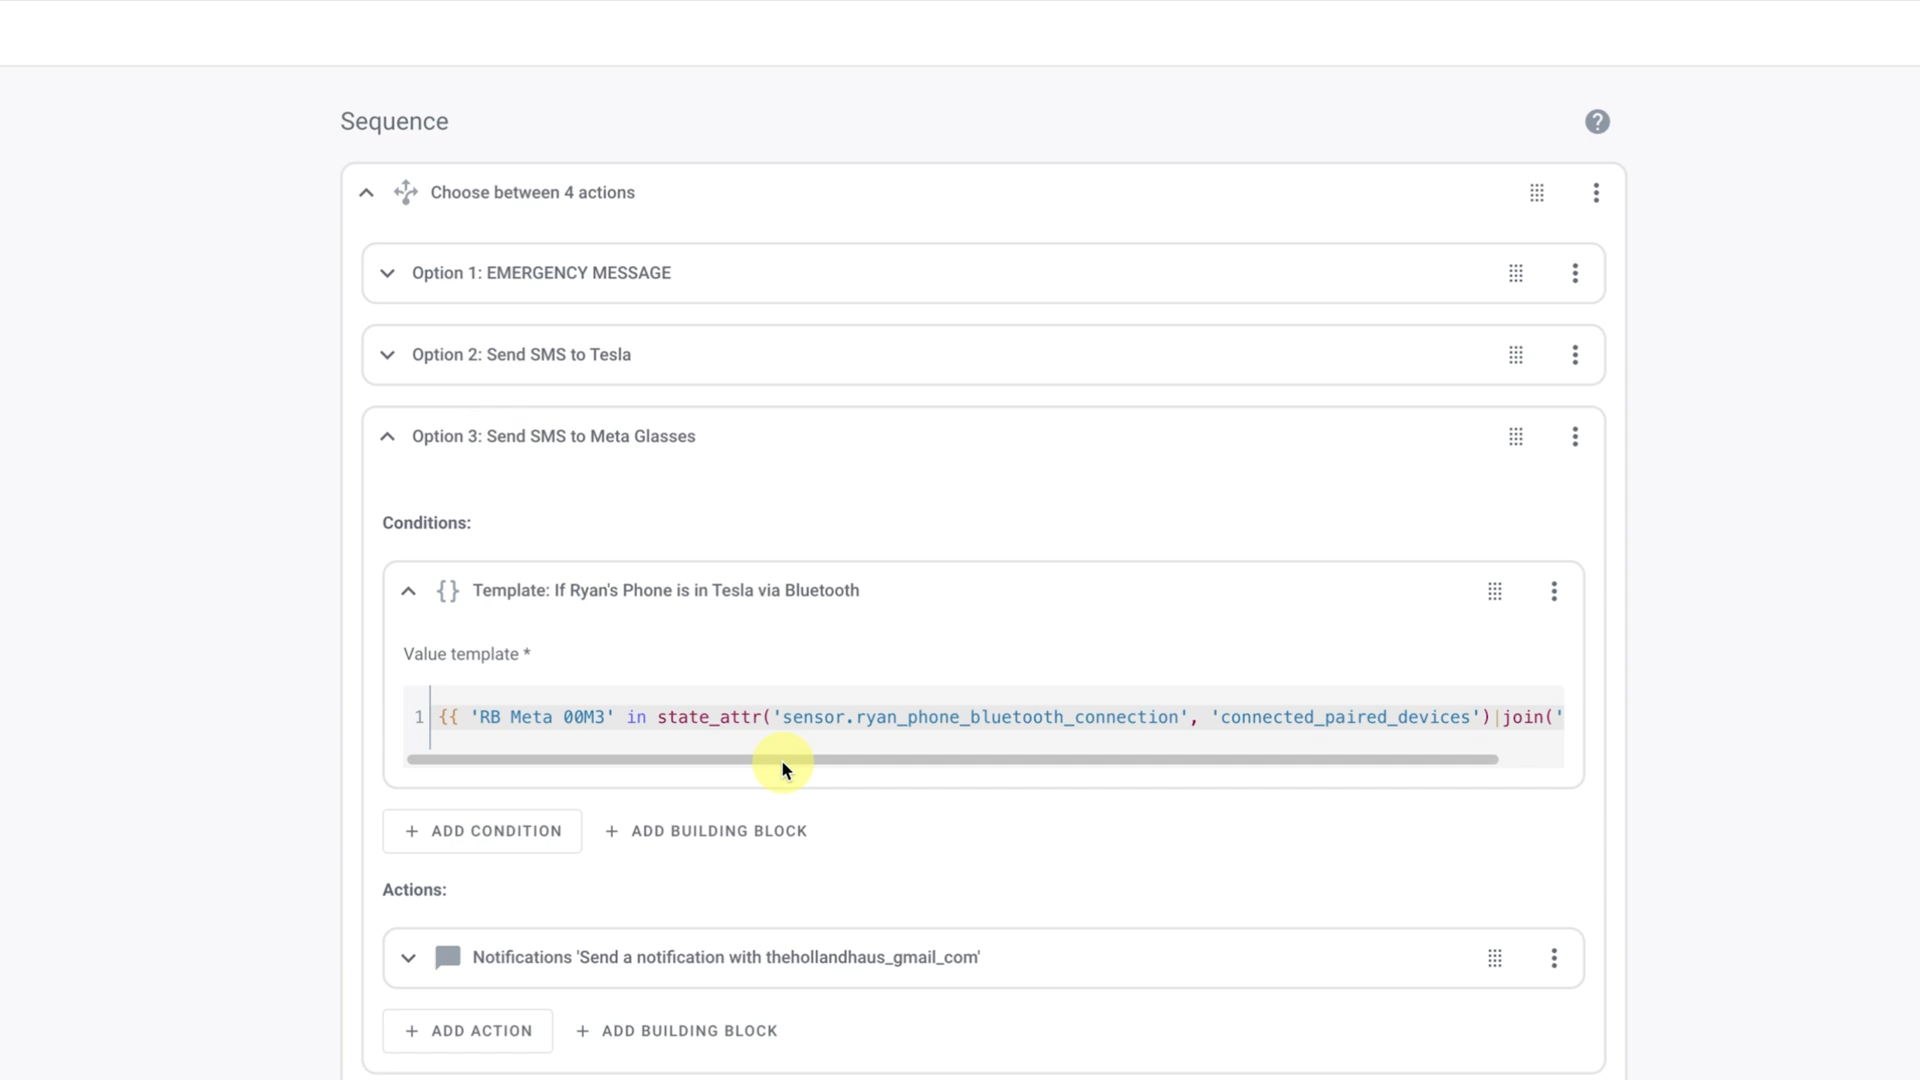 Sequence
?
Choose between 4 actions
Option 1: EMERGENCY MESSAGE
Option 2: Send SMS to Tesla
Option 3: Send SMS to Meta Glasses
Conditions:
{} Template: If Ryan's Phone is in Tesla via Bluetooth
Value template *
1 {{ 'RB Meta 00M3' in state_attr('sensor.ryan_phone_bluetooth_connection', 'connected_paired_devices')|join('
+ ADD CONDITION + ADD BUILDING BLOCK
Actions:
Notifications 'Send a notification with thehollandhaus_gmail_com'
+ ADD ACTION + ADD BUILDING BLOCK